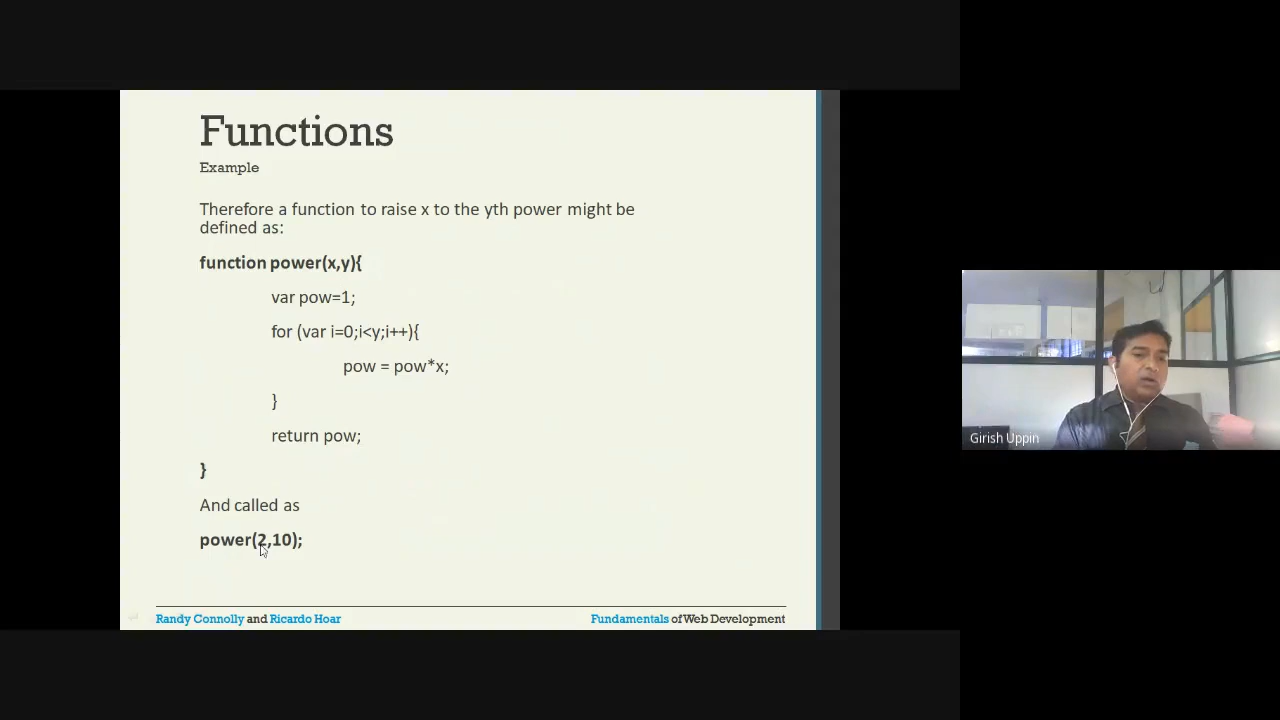 Functions
Example
Therefore a function to raise x to the yth power might be
defined as:
function power(x,y){
var pow=1;
for (var i=0;i<y;i++){
pow = pow*x;
}
return pow;
}
And called as
power(2,10);
Randy Connolly and Ricardo Hoar
Fundamentals of Web Development
Girish Uppin